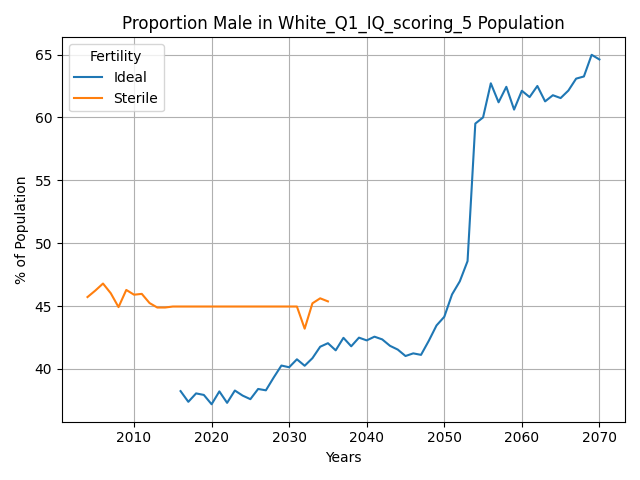 Proportion Male in White_Q1_IQ_scoring_5 Population
Fertility
Ideal
Sterile
65
60
55
50
45
40
% of Population
2010 2020 2030 2040 2050 2060 2070
Years